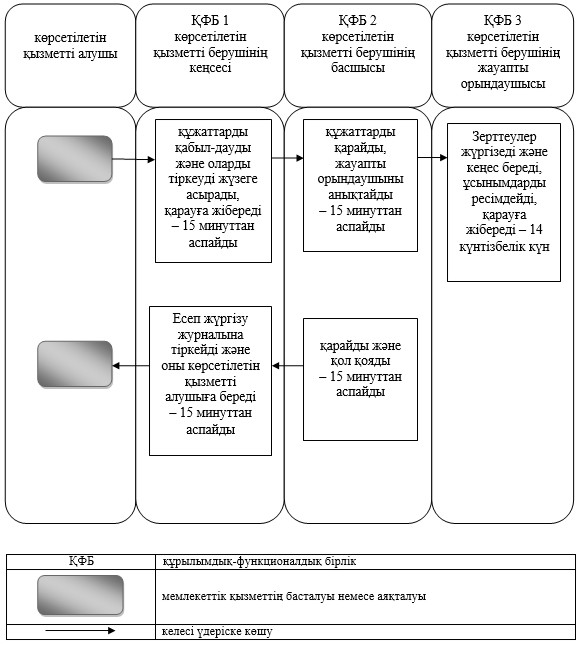 көрсетілетін
қызметті алушы
ҚФБ 1
көрсетілетін
қызметті берушінің
кеңсесі
ҚФБ 2
көрсетілетін
қызметті берушінің
басшысы
ҚФБ 3
көрсетілетін
қызметті берушінің
жауапты
орындаушысы
құжаттарды
қабыл-дауды
және оларды
тіркеуді жүзеге
асырады,
қарауға жібереді
– 15 минуттан
аспайды
құжаттарды
қарайды,
жауапты
орындаушыны
анықтайды
– 15 минуттан
аспайды
Зерттеулер
жүргізеді және
кеңес береді,
ұсынымдарды
ресімдейді,
қарауға
жібереді – 14
күнтізбелік күн
Есеп жүргізу
журналына
тіркейді және
оны көрсетілетін
қызметті
алушыға береді
– 15 минуттан
аспайды
қарайды және
қол қояды
– 15 минуттан
аспайды
ҚФБ құрылымдық-функционалдық бірлік
мемлекеттік қызметтің басталуы немесе аяқталуы
келесі үдеріске көшу